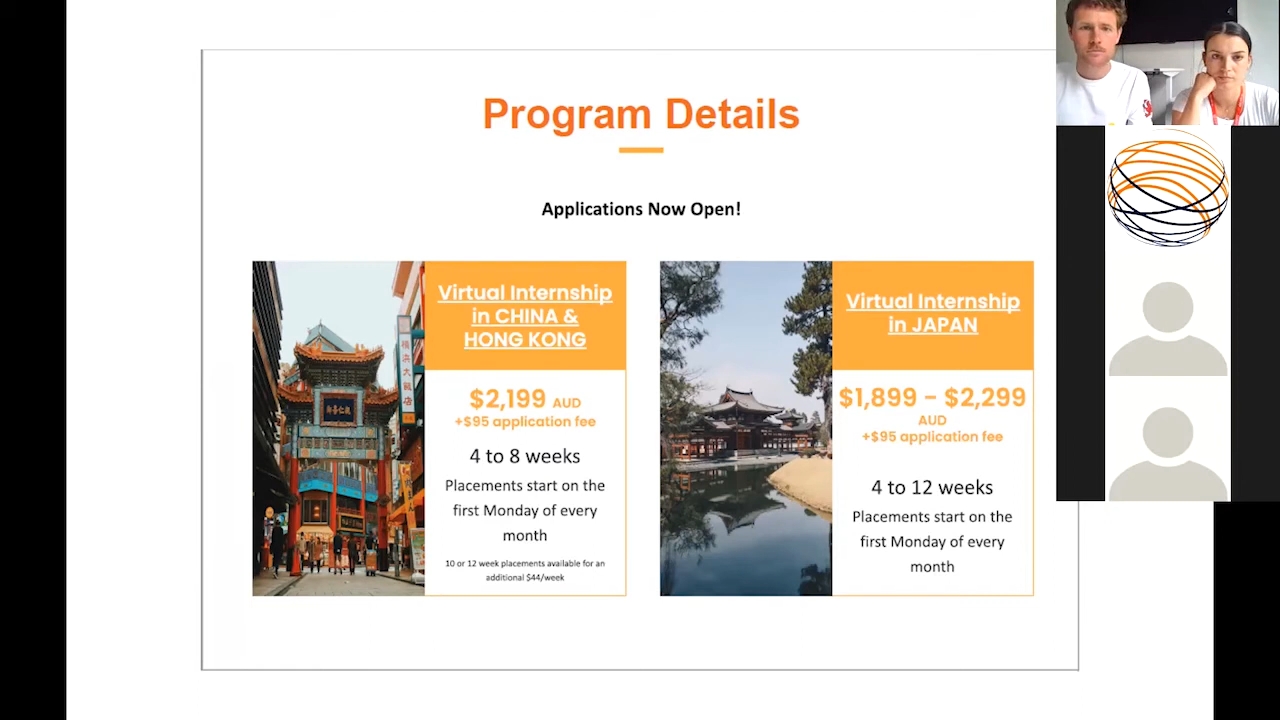 Program Details
Applications Now Open!
Virtual Internship
in CHINA &
HONG KONG
$2,199 AUD
+$95 application fee
4 to 8 weeks
Placements start on the
first Monday of every
month
10 or 12 week placements available for an
additional $44/week
Virtual Internship
in JAPAN
$1,899 - $2,299
AUD
+$95 application fee
4 to 12 weeks
Placements start on the
first Monday of every
month